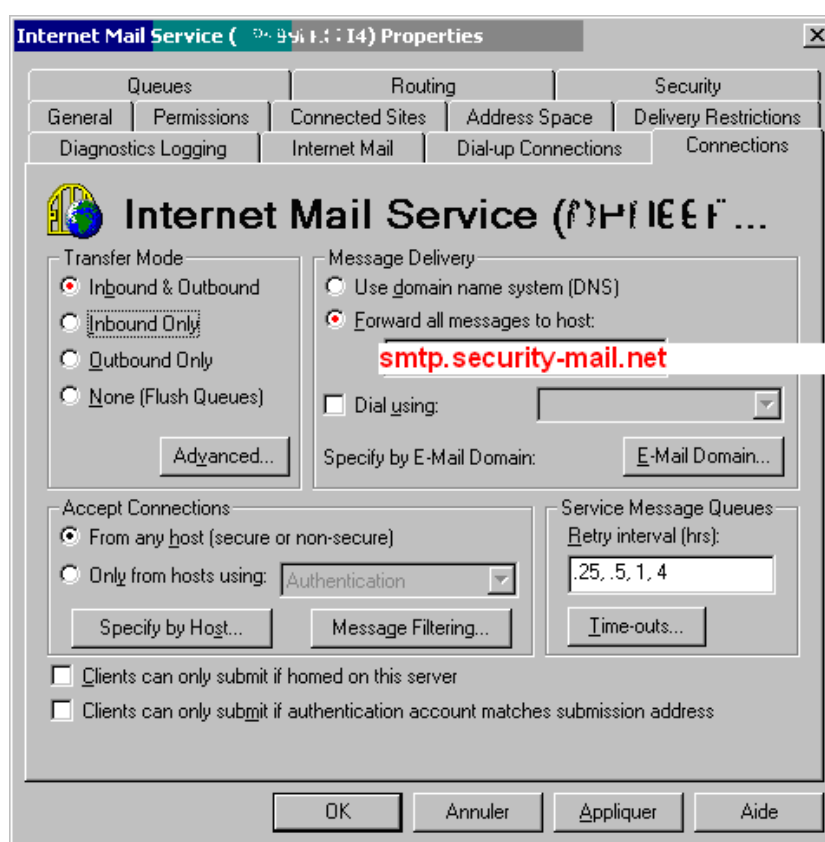 Internet Mail Service ( I4) Properties
Queues Routing Security
General Permissions Connected Sites Address Space Delivery Restrictions
Diagnostics Logging Internet Mail Dial-up Connections Connections
Internet Mail Service (
Transfer Mode
Inbound & Outbound
Inbound Only
Outbound Only
None (Flush Queues)
Advanced...
Message Delivery
Use domain name system (DNS)
Forward all messages to host:
smtp.security-mail.net
Dial using:
Specify by E-Mail Domain:
E-Mail Domain...
Accept Connections
From any host (secure or non-secure)
Only from hosts using: Authentication
Specify by Host... Message Filtering...
Service Message Queues
Retry interval (hrs):
.25, .5, 1, 4
Time-outs...
Clients can only submit if homed on this server
Clients can only submit if authentication account matches submission address
OK Annuler Appliquer Aide